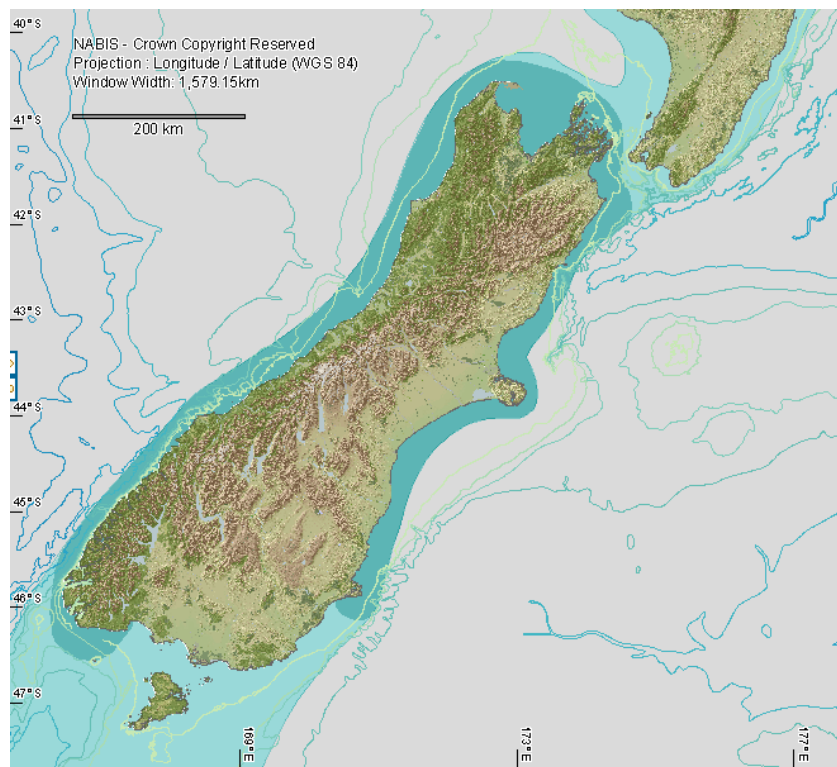 40° S
NABIS - Crown Copyright Reserved
Projection : Longitude / Latitude (WGS 84)
Window Width: 1,579.15km
200 km
41° S
42° S
43° S
44° S
45° S
46° S
47° S
169° E
173° E
177° E